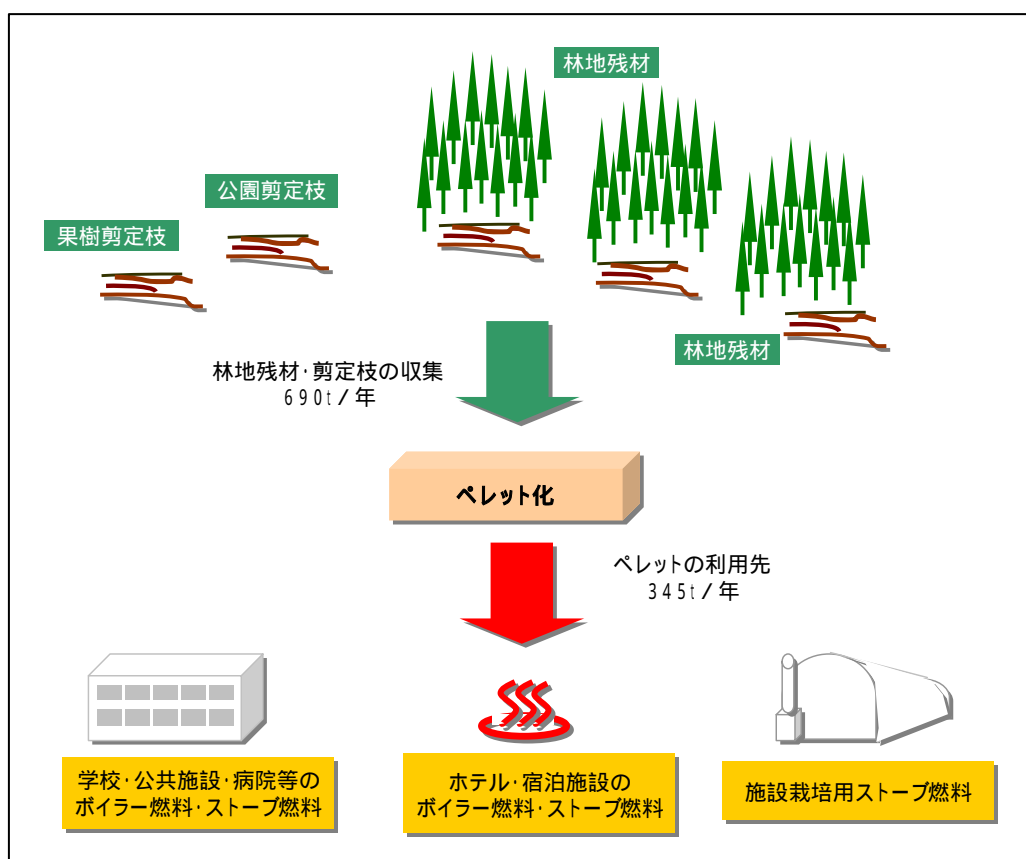 林地残材
公園剪定枝
果樹剪定枝
林地残材
林地残材・剪定枝の収集
690t/年
ペレット化
ペレットの利用先
345t/年
学校・公共施設・病院等の
ボイラー燃料・ストーブ燃料
ホテル・宿泊施設の
ボイラー燃料・ストーブ燃料
施設栽培用ストーブ燃料